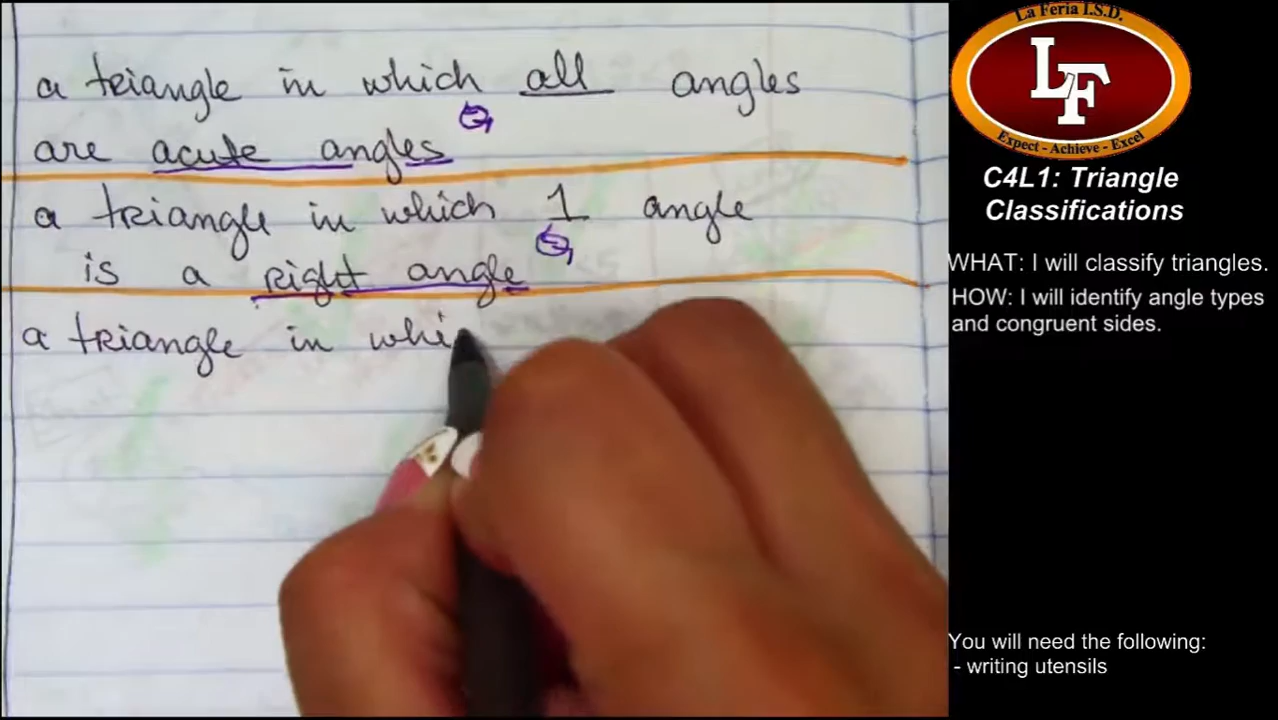 a triangle in which all angles
are acute angles
a triangle in which 1 angle
is a right angle
a triangle in whi
La Feria I.S.D.
LF
Expect - Achieve - Excel
C4L1: Triangle
Classifications
WHAT: I will classify triangles.
HOW: I will identify angle types
and congruent sides.
You will need the following:
- writing utensils